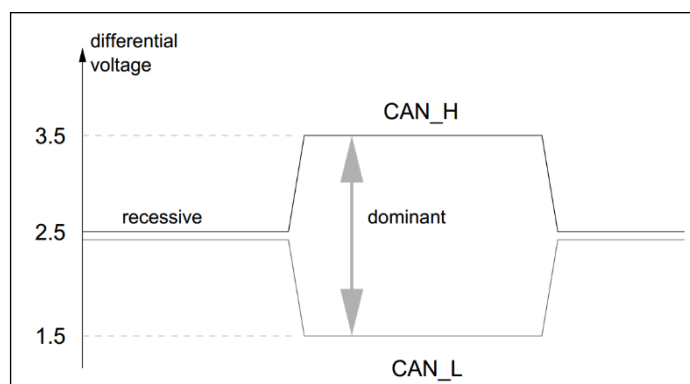 differential
voltage
CAN_H
3.5
recessive
dominant
2.5
1.5
CAN_L